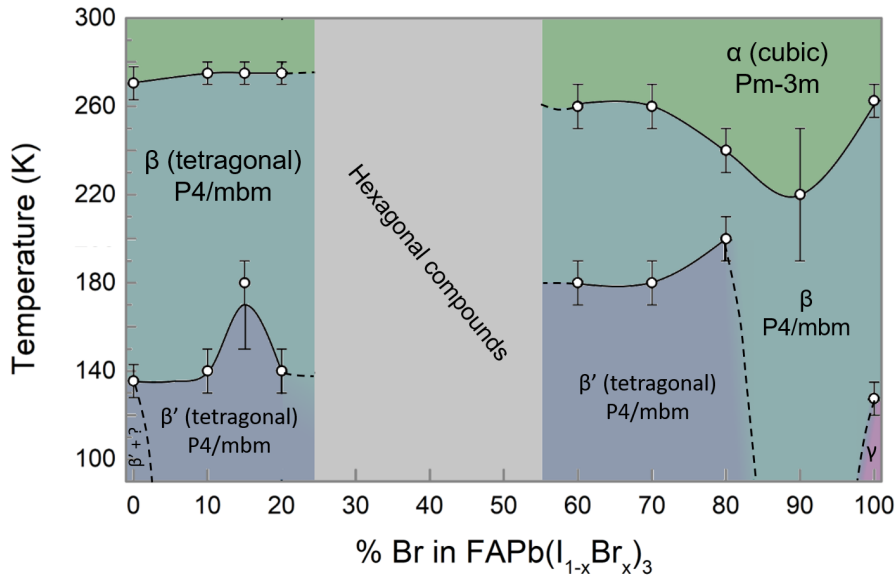 300
260
220
180
140
100
Temperature (K)
α (cubic)
Pm-3m
β (tetragonal)
P4/mbm
Hexagonal compounds
β
P4/mbm
β' (tetragonal)
P4/mbm
β' (tetragonal)
P4/mbm
β' + ?
γ
0 10 20 30 40 50 60 70 80 90 100
% Br in FAPb(I₁₋ₓBrₓ)₃